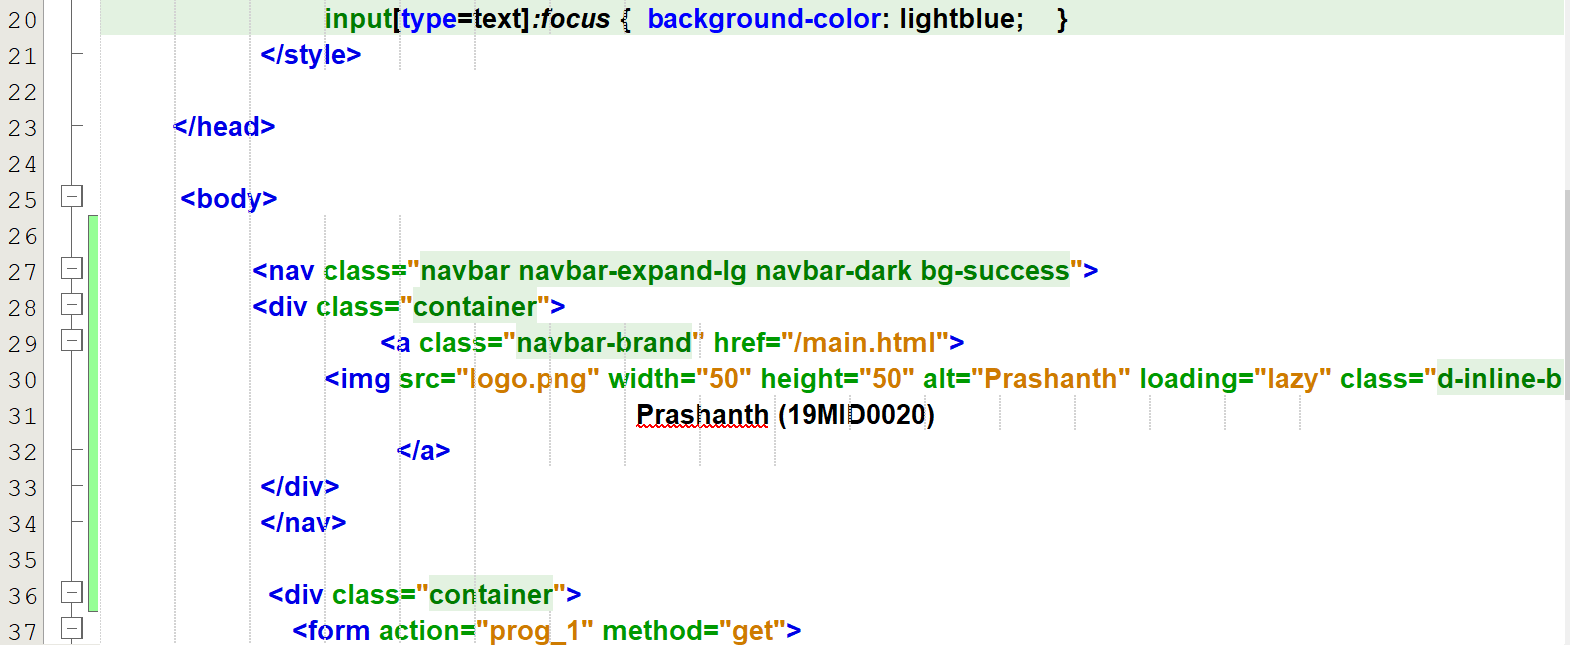 20 input[type=text]:focus { background-color: lightblue; }
21 </style>
22
23 </head>
24
25 <body>
26
27 <nav class="navbar navbar-expand-lg navbar-dark bg-success">
28 <div class="container">
29 <a class="navbar-brand" href="/main.html">
30 <img src="logo.png" width="50" height="50" alt="Prashanth" loading="lazy" class="d-inline-b
31 Prashanth (19MID0020)
32 </a>
33 </div>
34 </nav>
35
36 <div class="container">
37 <form action="prog_1" method="get">